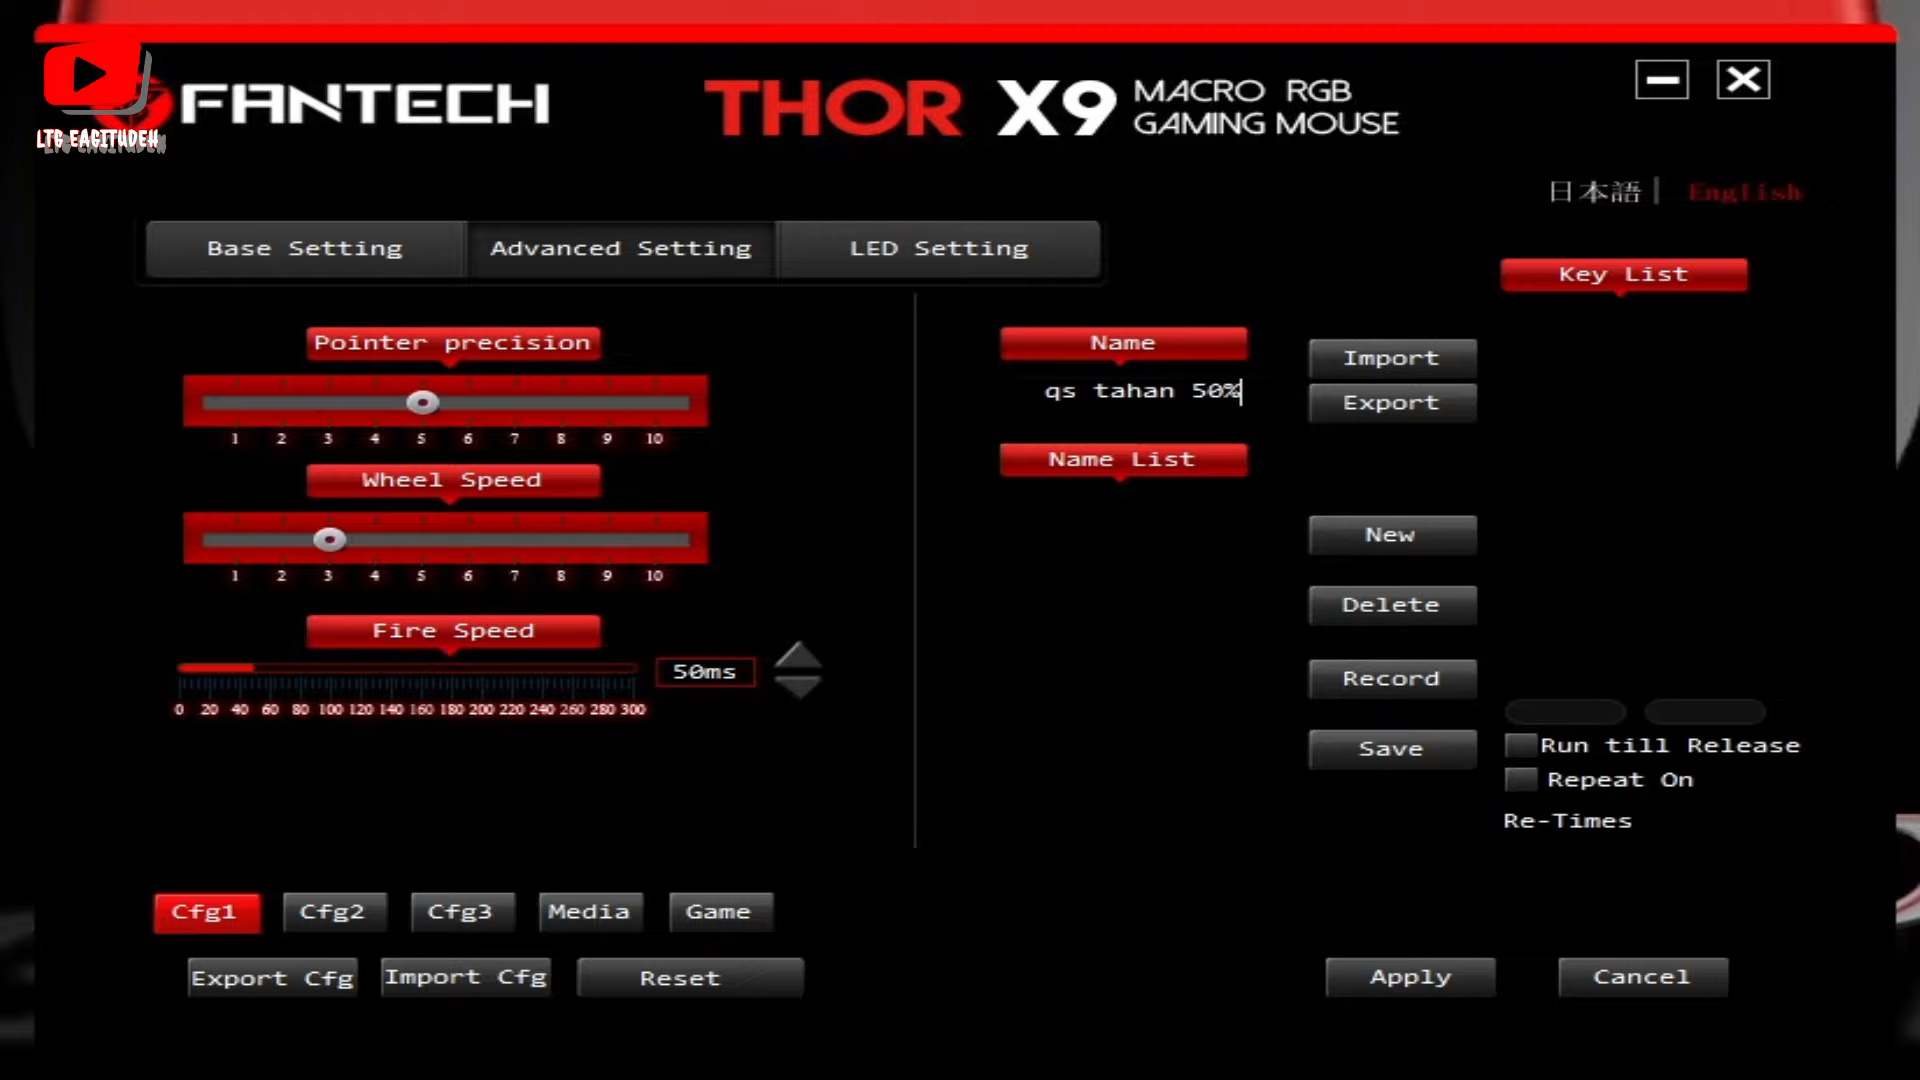 LTG EAGITUDEH
FANTECH
THOR X9 MACRO RGB
GAMING MOUSE
日本語 | English
Base Setting
Advanced Setting
LED Setting
Pointer precision
1 2 3 4 5 6 7 8 9 10
Wheel Speed
1 2 3 4 5 6 7 8 9 10
Fire Speed
50ms
0 20 40 60 80 100 120 140 160 180 200 220 240 260 280 300
Name
qs tahan 50%
Name List
Import
Export
New
Delete
Record
Save
Key List
Run till Release
Repeat On
Re-Times
Cfg1
Cfg2
Cfg3
Media
Game
Export Cfg
Import Cfg
Reset
Apply
Cancel